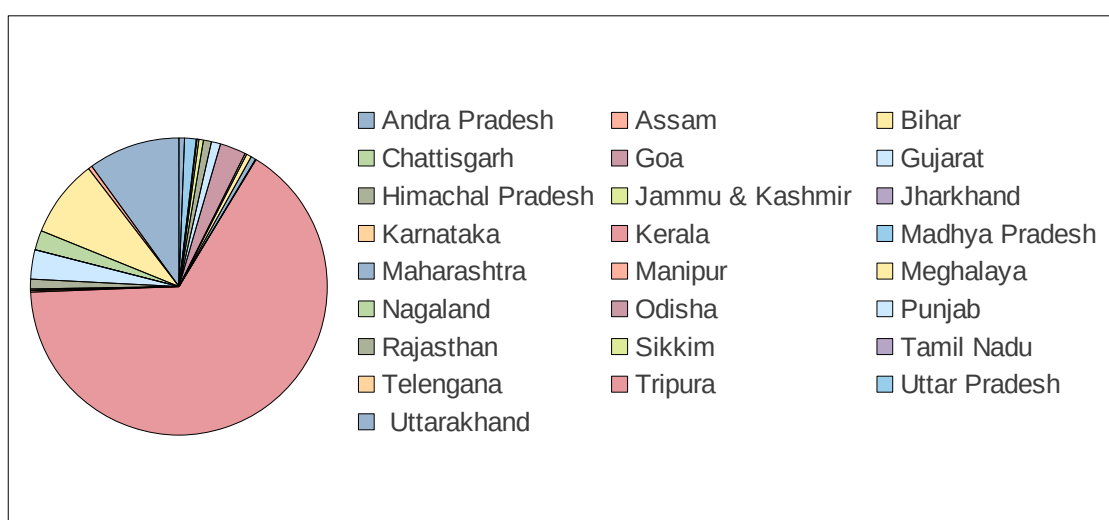 Andra Pradesh Assam Bihar
Chattisgarh Goa Gujarat
Himachal Pradesh Jammu & Kashmir Jharkhand
Karnataka Kerala Madhya Pradesh
Maharashtra Manipur Meghalaya
Nagaland Odisha Punjab
Rajasthan Sikkim Tamil Nadu
Telengana Tripura Uttar Pradesh
Uttarakhand